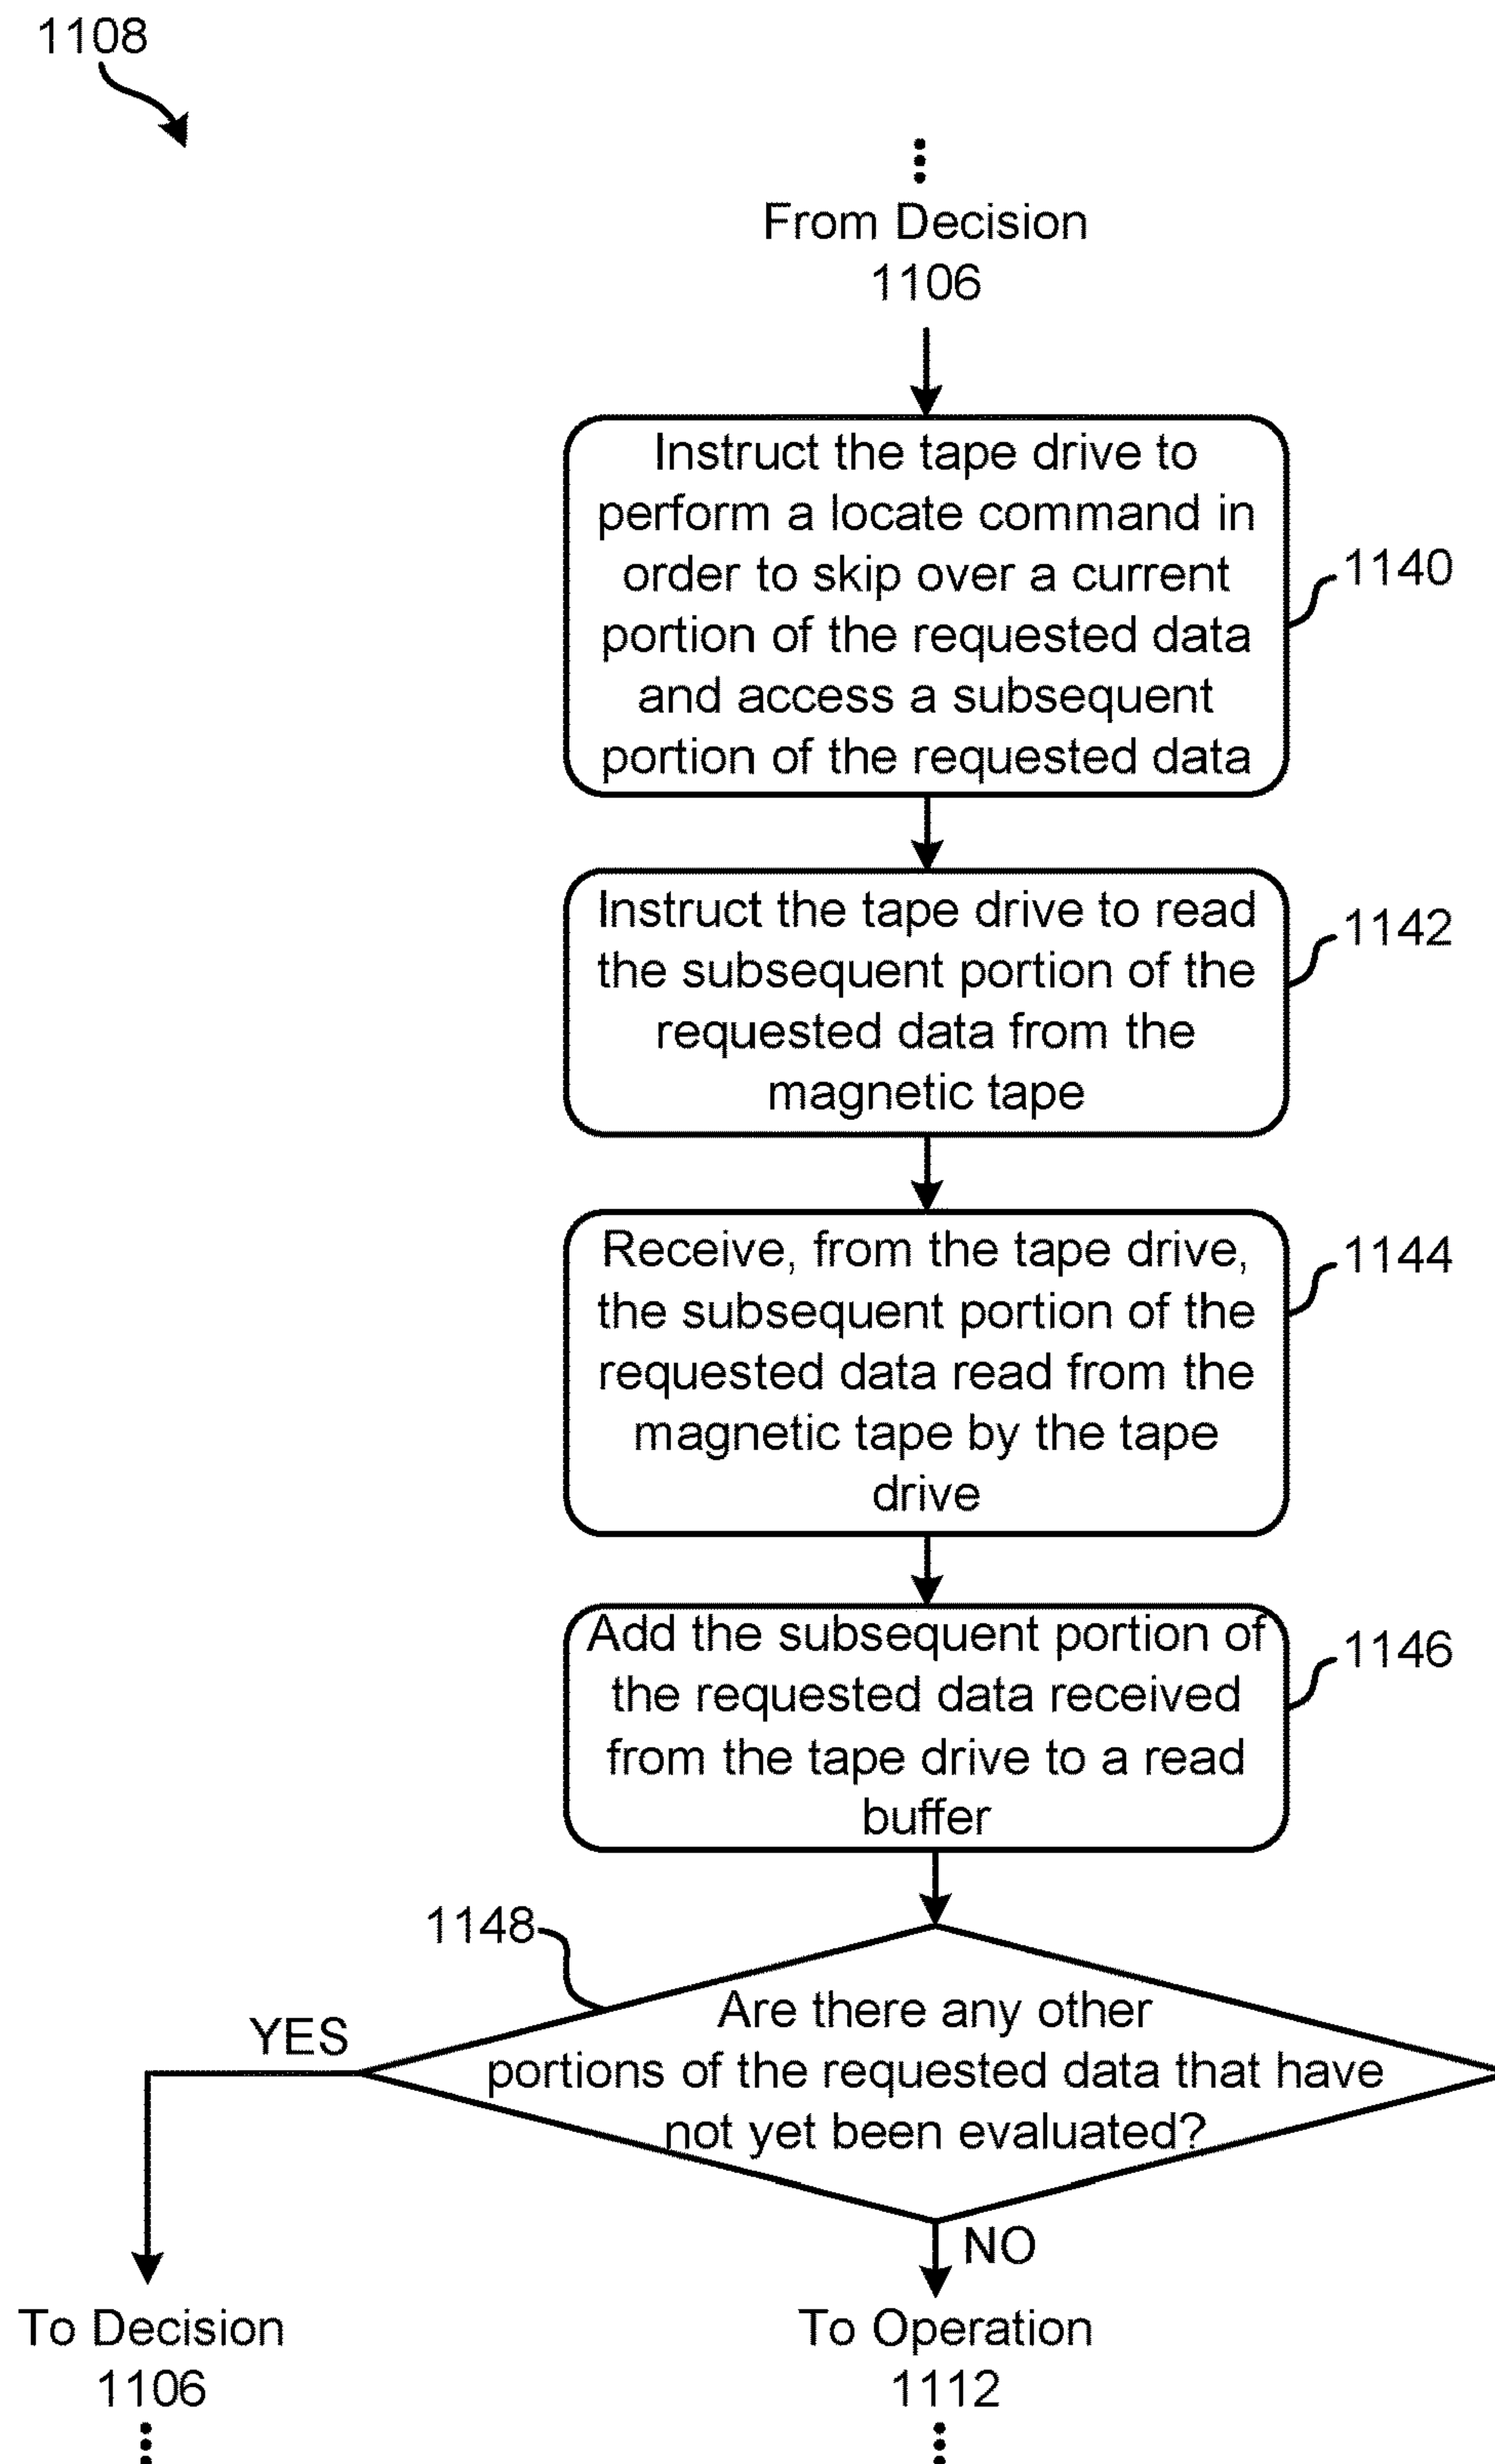 1108
From Decision
1106
Instruct the tape drive to
perform a locate command in
order to skip over a current
portion of the requested data
and access a subsequent
portion of the requested data
1140
Instruct the tape drive to read
the subsequent portion of the
requested data from the
magnetic tape
1142
Receive, from the tape drive,
the subsequent portion of the
requested data read from the
magnetic tape by the tape
drive
1144
Add the subsequent portion of
the requested data received
from the tape drive to a read
buffer
1146
1148
Are there any other
portions of the requested data that have
not yet been evaluated?
YES
NO
To Decision
1106
To Operation
1112